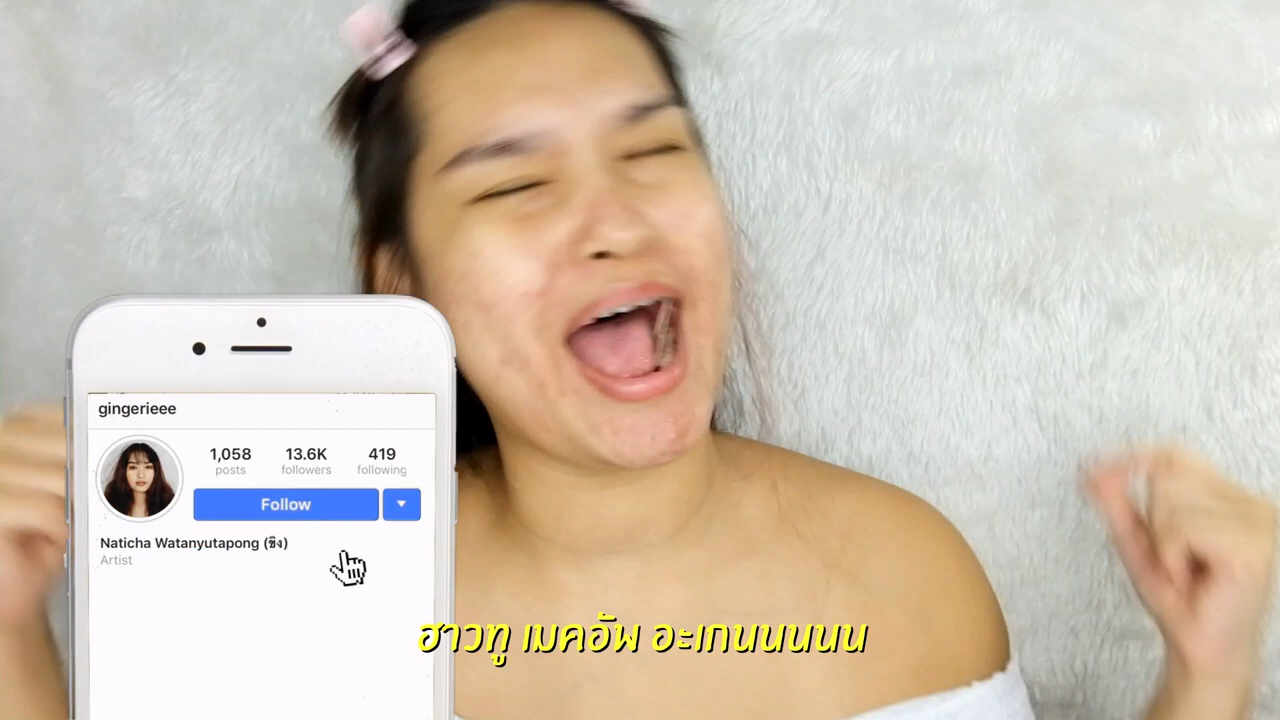 gingerieee
1,058 13.6K 419
posts followers following
Follow
Naticha Watanyutapong (ขิง)
Artist
ฮาวทู เมคอัพ อะเกนนนนน